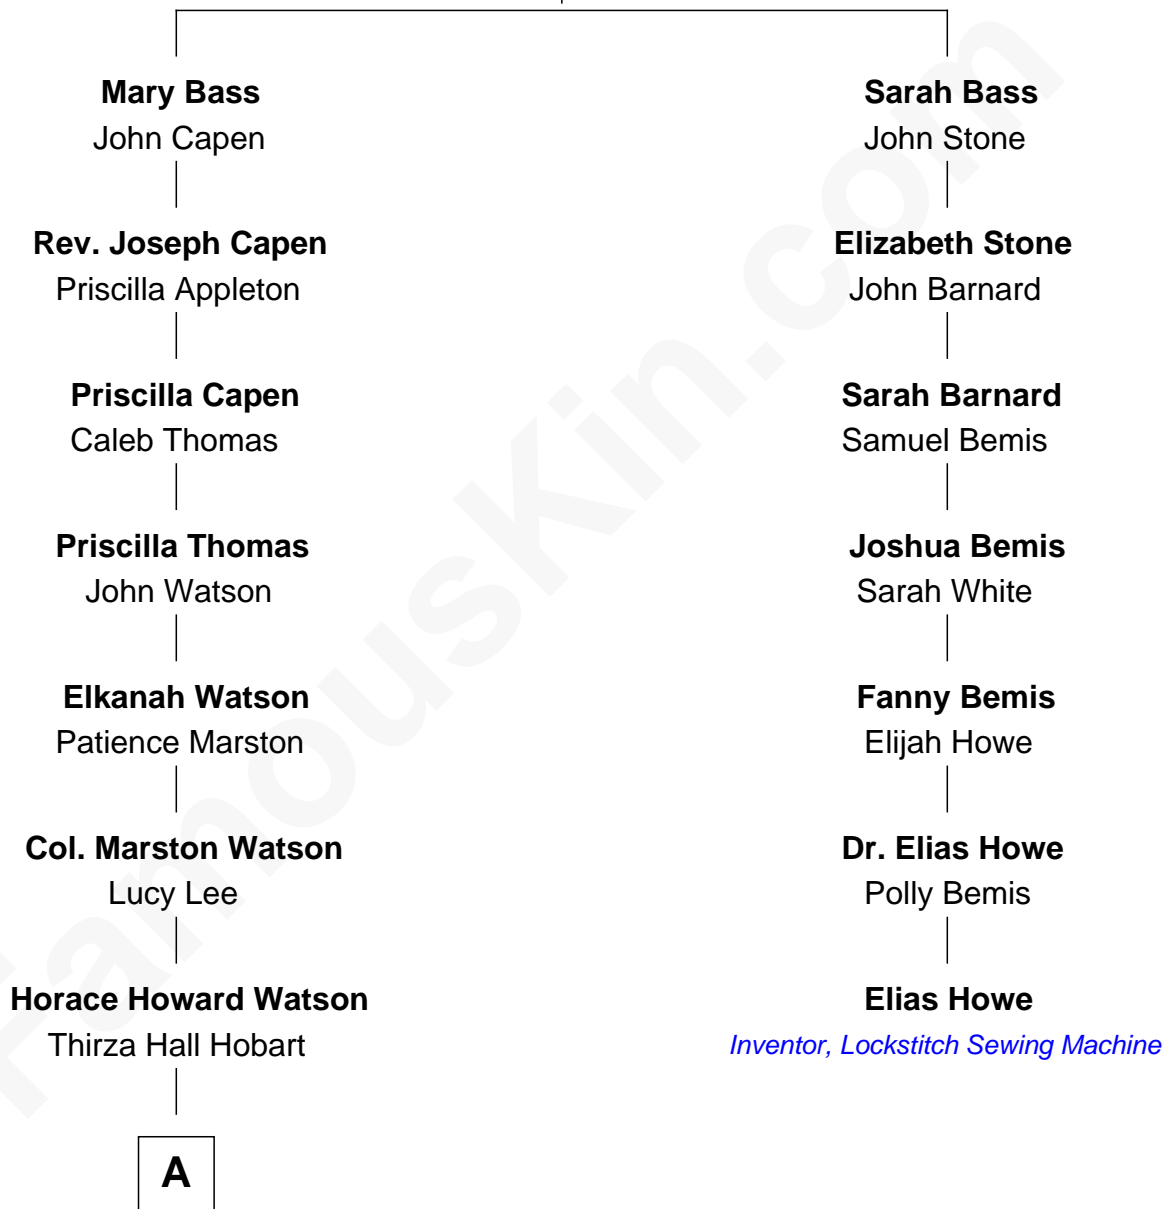 Mary Bass
John Capen
Rev. Joseph Capen
Priscilla Appleton
Priscilla Capen
Caleb Thomas
Priscilla Thomas
John Watson
Elkanah Watson
Patience Marston
Col. Marston Watson
Lucy Lee
Horace Howard Watson
Thirza Hall Hobart
A
Sarah Bass
John Stone
Elizabeth Stone
John Barnard
Sarah Barnard
Samuel Bemis
Joshua Bemis
Sarah White
Fanny Bemis
Elijah Howe
Dr. Elias Howe
Polly Bemis
Elias Howe
Inventor, Lockstitch Sewing Machine
FamousKin.com